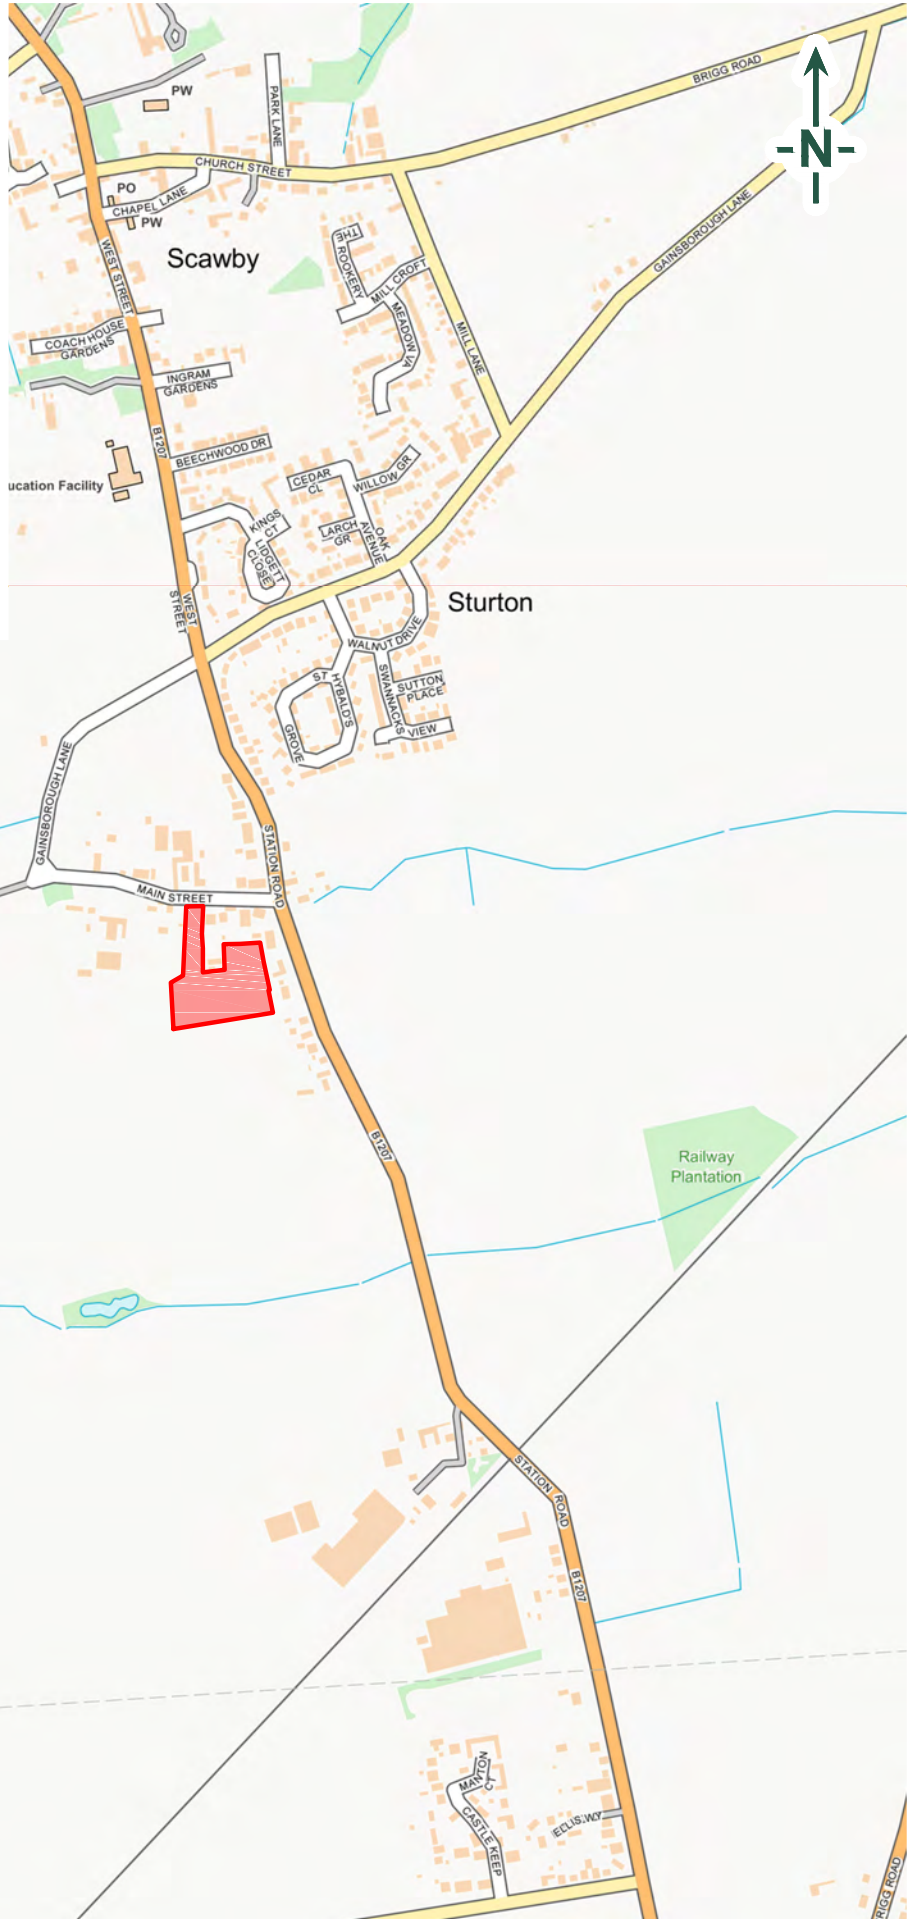 PW
BRIGG ROAD
PARK LANE
N
CHURCH STREET
PO
CHAPEL LANE
PW
GAINSBOROUGH LANE
Scawby
WEST STREET
THE ROOKERY
MILL CROFT
MEADOW VA
MILL LANE
COACH HOUSE
GARDENS
INGRAM
GARDENS
B1207
BEECHWOOD DR
CEDAR
CL
WILLOW GR
ucation Facility
KINGS
CT
LARCH
GR
OAK
AVENUE
LIDGETT
CLOSE
WEST
STREET
Sturton
WALNUT DRIVE
ST HYBALD'S GROVE
SWANNACKS VIEW
SUTTON
PLACE
GAINSBOROUGH LANE
STATION ROAD
MAIN STREET
B1207
Railway
Plantation
STATION ROAD
B1207
MANTON
CT
CASTLE KEEP
ELLIS WY
RIGG ROAD